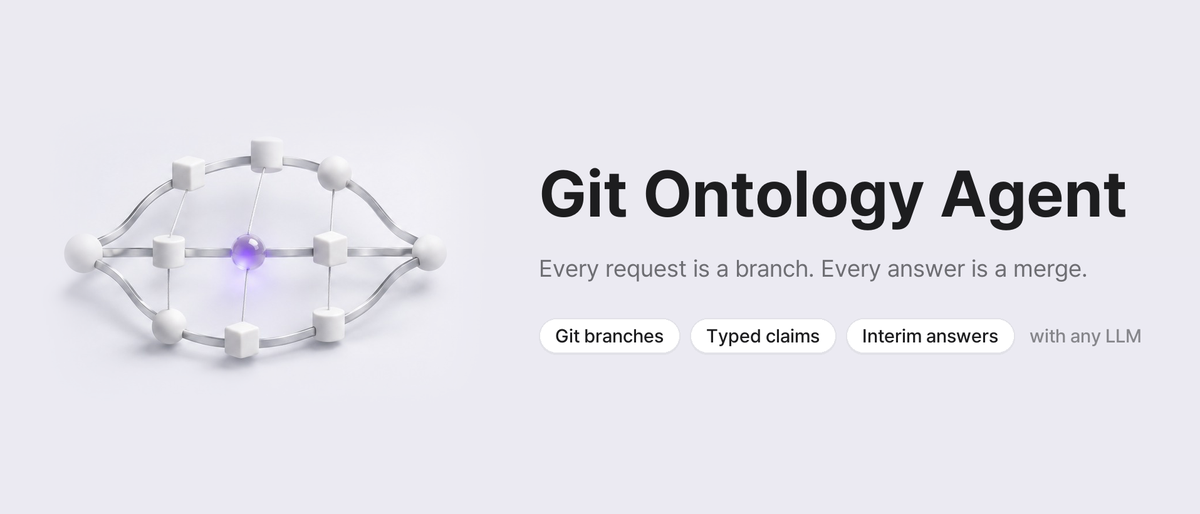 Git Ontology Agent
Every request is a branch. Every answer is a merge.
Git branches Typed claims Interim answers with any LLM